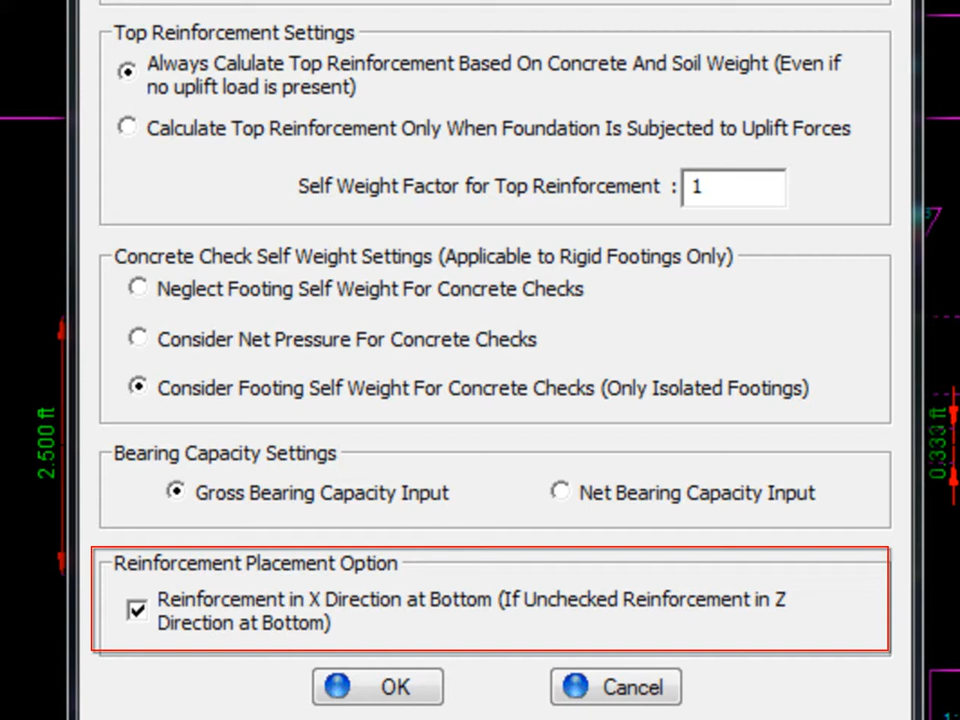 Top Reinforcement Settings
Always Calulate Top Reinforcement Based On Concrete And Soil Weight (Even if
no uplift load is present)
Calculate Top Reinforcement Only When Foundation Is Subjected to Uplift Forces
Self Weight Factor for Top Reinforcement : 1
Concrete Check Self Weight Settings (Applicable to Rigid Footings Only)
Neglect Footing Self Weight For Concrete Checks
Consider Net Pressure For Concrete Checks
Consider Footing Self Weight For Concrete Checks (Only Isolated Footings)
2.500 ft
0.333 ft
Bearing Capacity Settings
Gross Bearing Capacity Input Net Bearing Capacity Input
Reinforcement Placement Option
Reinforcement in X Direction at Bottom (If Unchecked Reinforcement in Z
Direction at Bottom)
OK Cancel